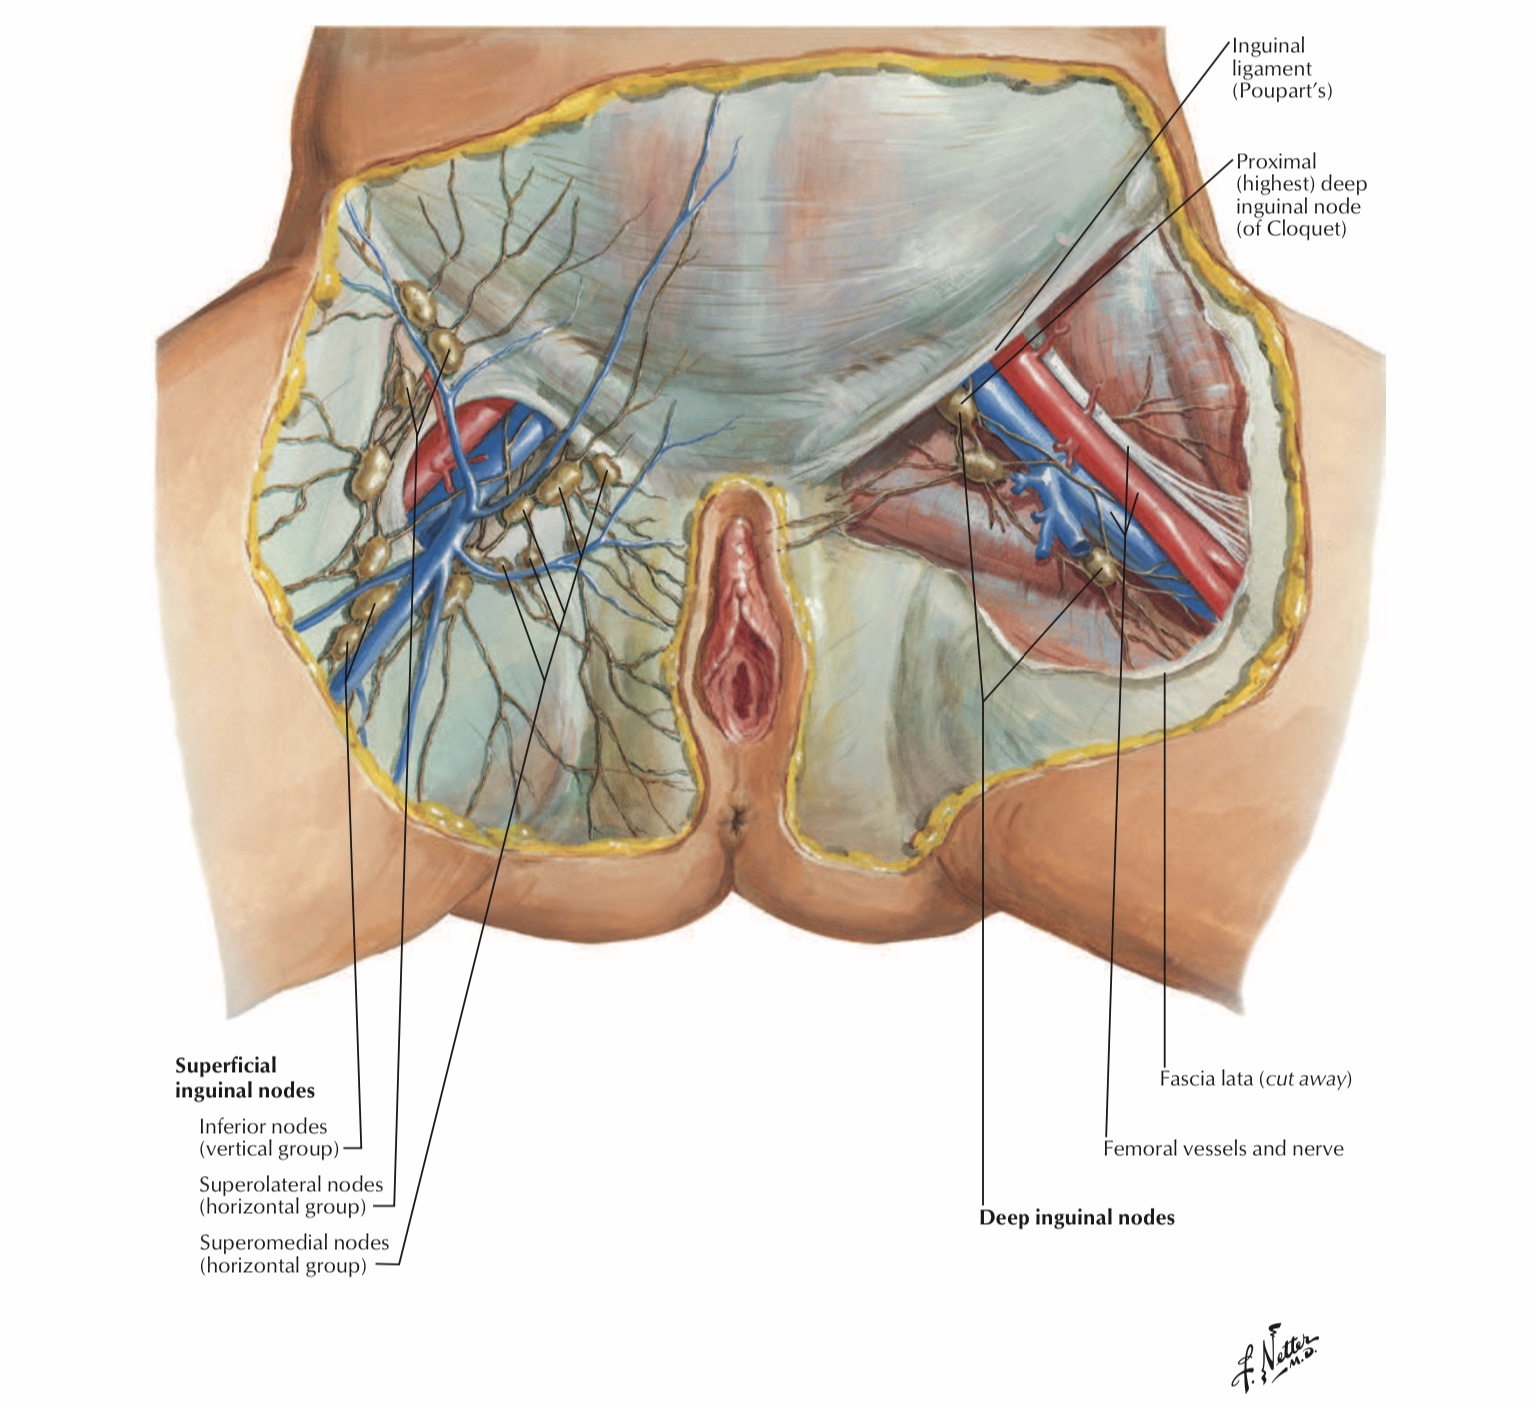 Inguinal
ligament
(Poupart's)
Proximal
(highest) deep
inguinal node
(of Cloquet)
Superficial
inguinal nodes
Inferior nodes
(vertical group)
Superolateral nodes
(horizontal group)
Superomedial nodes
(horizontal group)
Fascia lata (cut away)
Femoral vessels and nerve
Deep inguinal nodes
F. Netter
M.D.